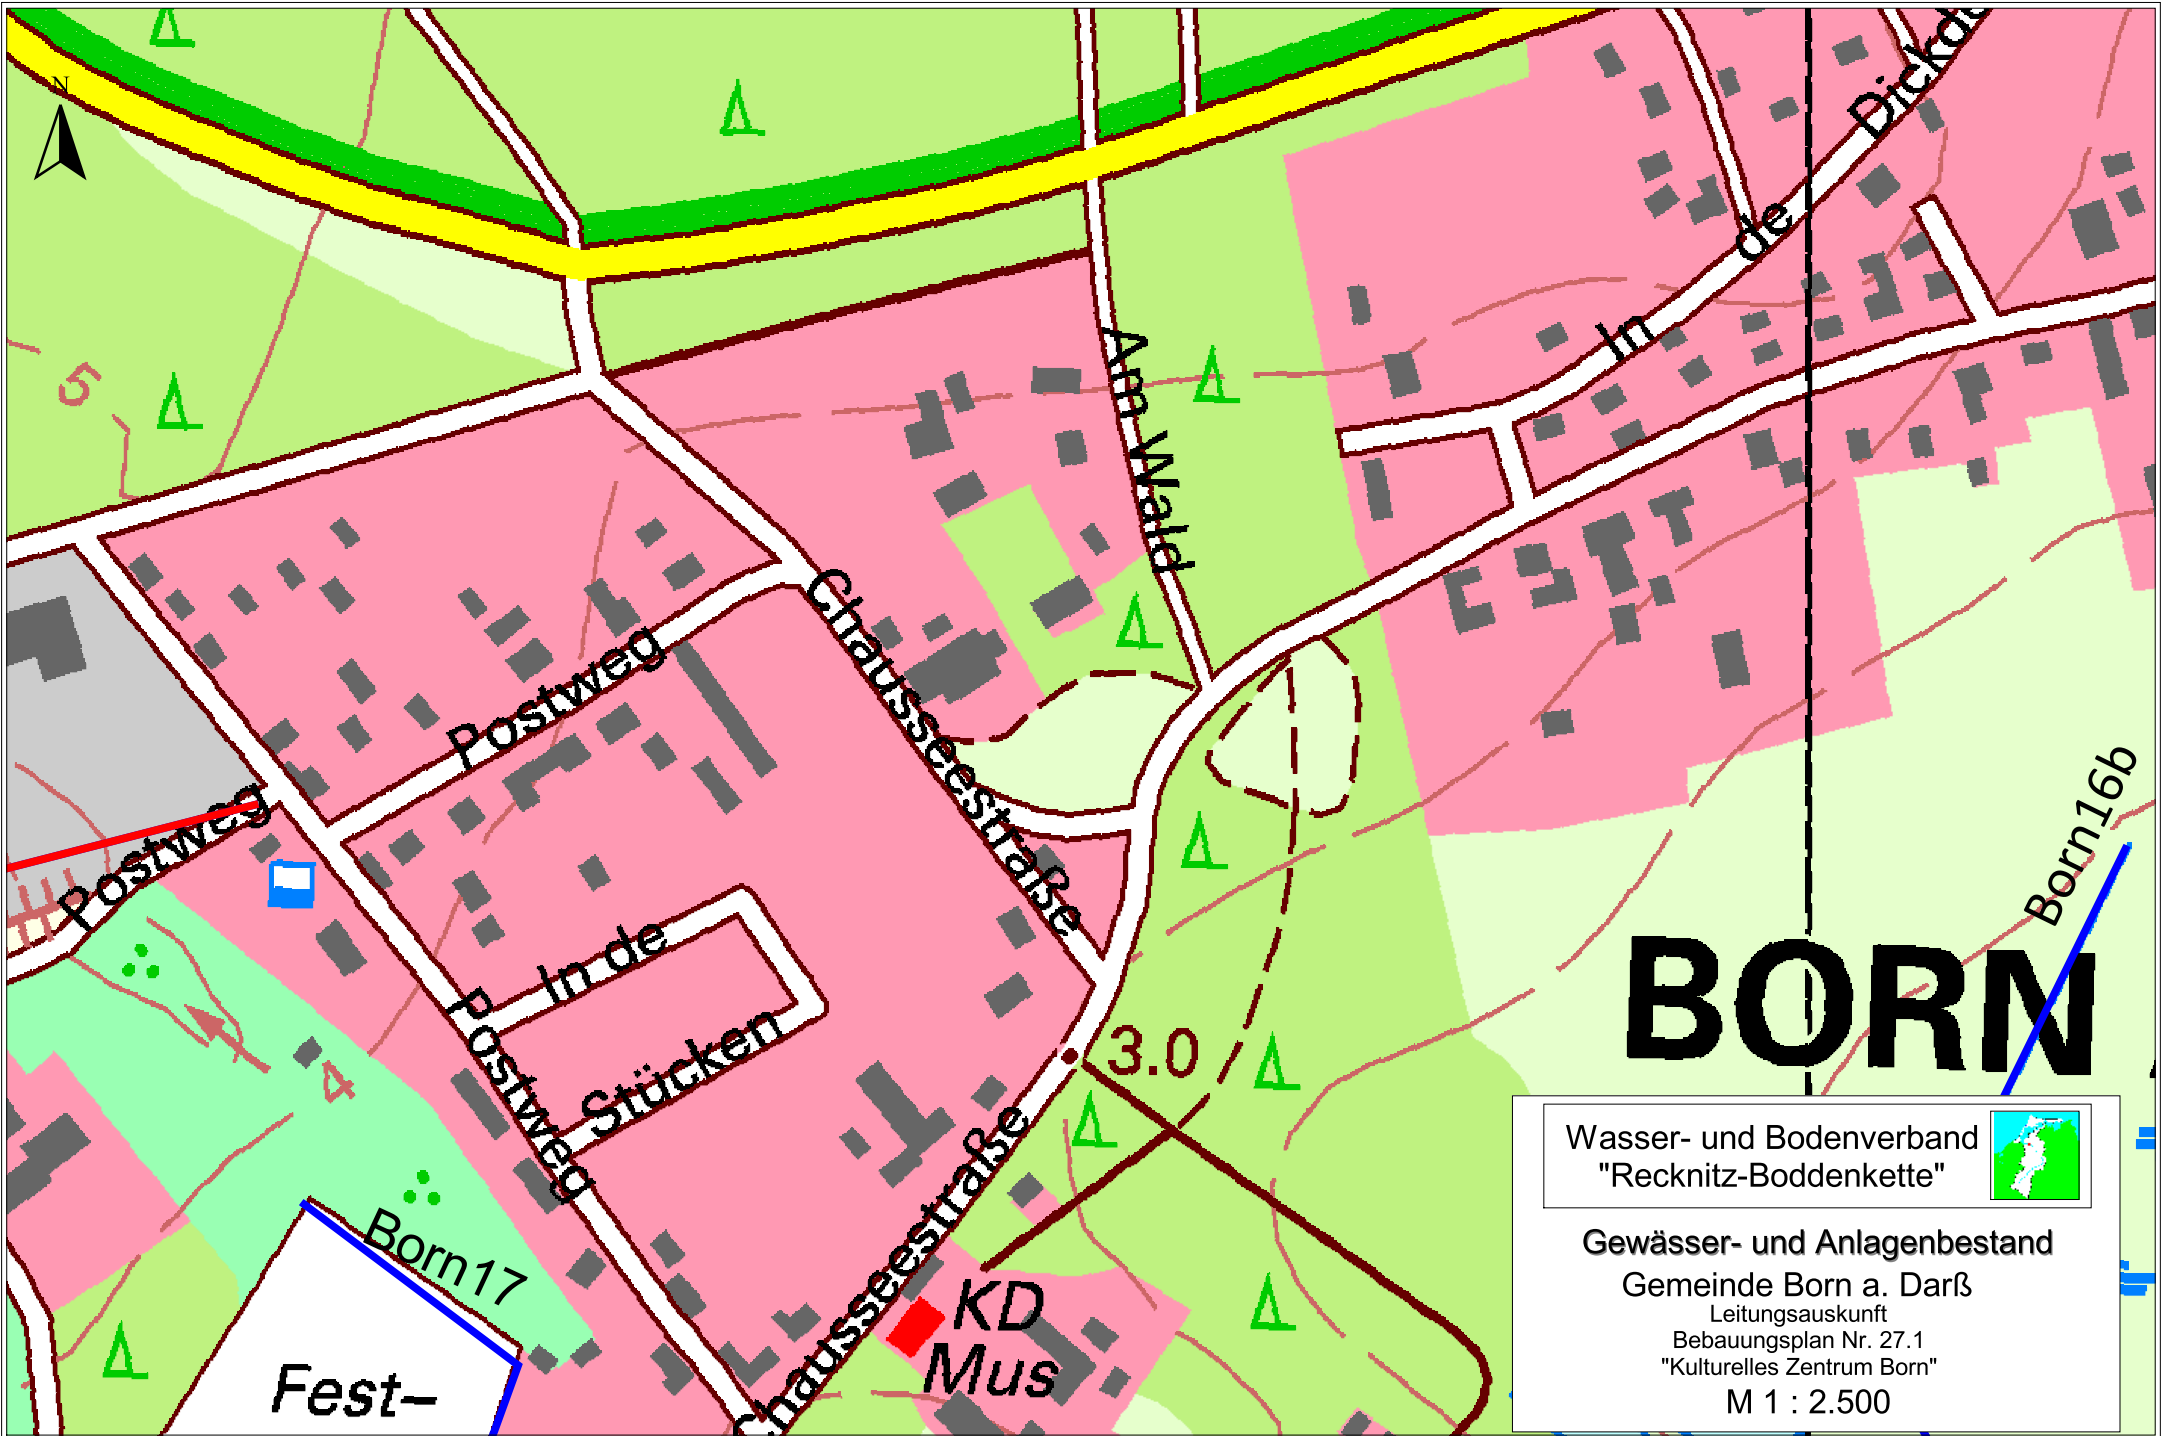 N
5
Am Wald
In
de
Postweg
Chausseestraße
Postweg
In de
Stücken
Postweg
4
3.0
Chausseestraße
Born17
Fest-
KD
Mus
Born16b
BORN
Wasser- und Bodenverband
"Recknitz-Boddenkette"
Gewässer- und Anlagenbestand
Gemeinde Born a. Darß
Leitungsauskunft
Bebauungsplan Nr. 27.1
"Kulturelles Zentrum Born"
M 1 : 2.500